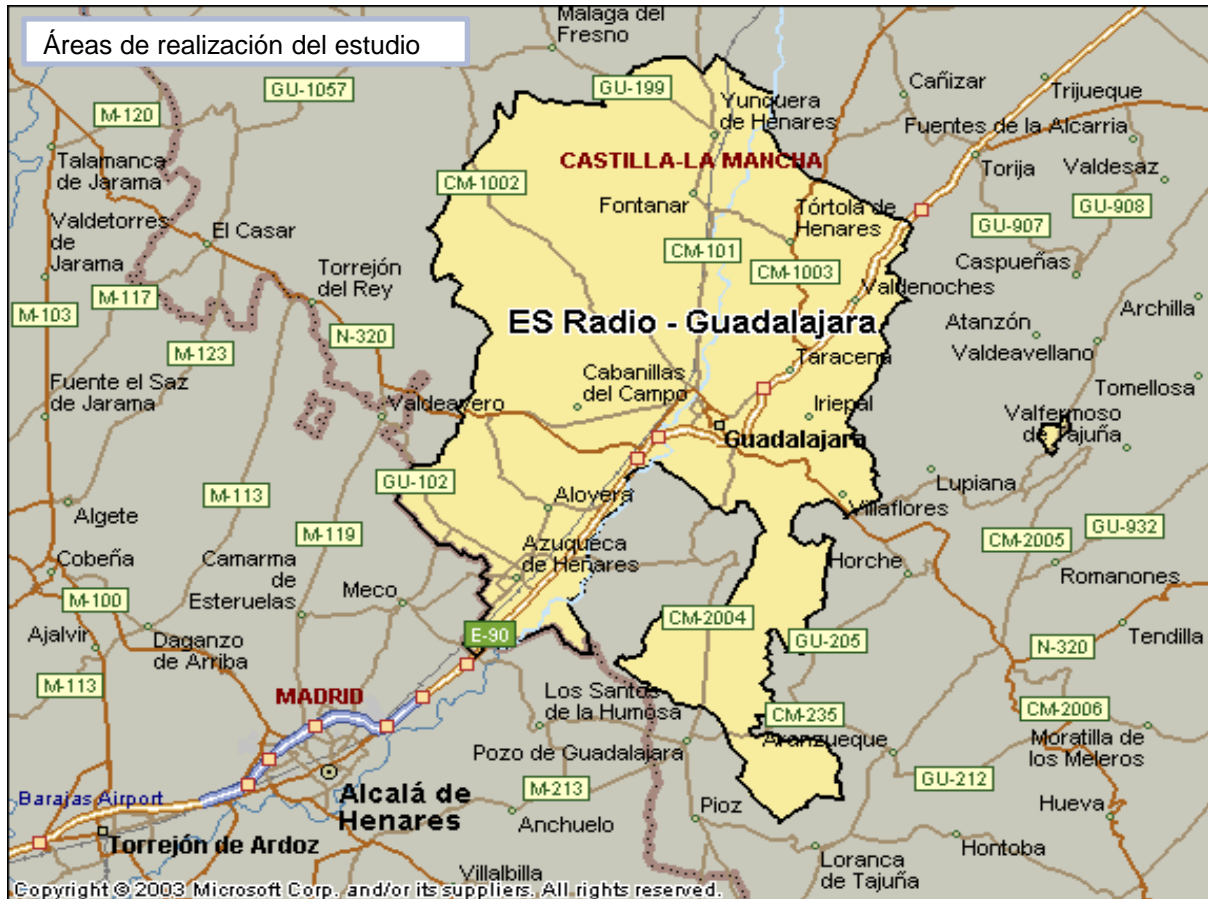 Áreas de realización del estudio
Malaga del
Fresno
GU-1057
GU-199
Cañizar
Trijueque
M-120
Yunquera
de Henares
Fuentes de la Alcarria
Talamanca
de Jarama
CASTILLA-LA MANCHA
Torija
Valdesaz
CM-1002
Fontanar
Tórtola de
Henares
GU-907
GU-908
Valdetorres
de
Jarama
El Casar
CM-101
CM-1003
Caspueñas
Torrejón
del Rey
M-117
Valdenoches
Archilla
M-103
N-320
ES Radio - Guadalajara
Atanzón
Valdeavellano
M-123
Taracena
Cabanillas
del Campo
Tomellosa
Fuente el Saz
de Jarama
Valdeavero
Iriepal
Valfermoso
de Tajuña
Guadalajara
GU-102
Lupiana
M-113
Alovera
Villaflores
Algete
GU-932
M-119
CM-2005
Azuqueca
de Henares
Cobeña
Camarma
de
Esteruelas
Horche
Romanones
Meco
M-100
CM-2004
Ajalvir
Daganzo
de Arriba
E-90
GU-205
Tendilla
N-320
M-113
MADRID
Los Santos
de la Humosa
CM-235
CM-2006
Pozo de Guadalajara
Aranzueque
Moratilla de
los Meleros
GU-212
M-213
Barajas Airport
Alcalá de
Henares
Pioz
Hueva
Anchuelo
Torrejón de Ardoz
Hontoba
Loranca
de Tajuña
Villalbilla
Copyright © 2003 Microsoft Corp. and/or its suppliers. All rights reserved.